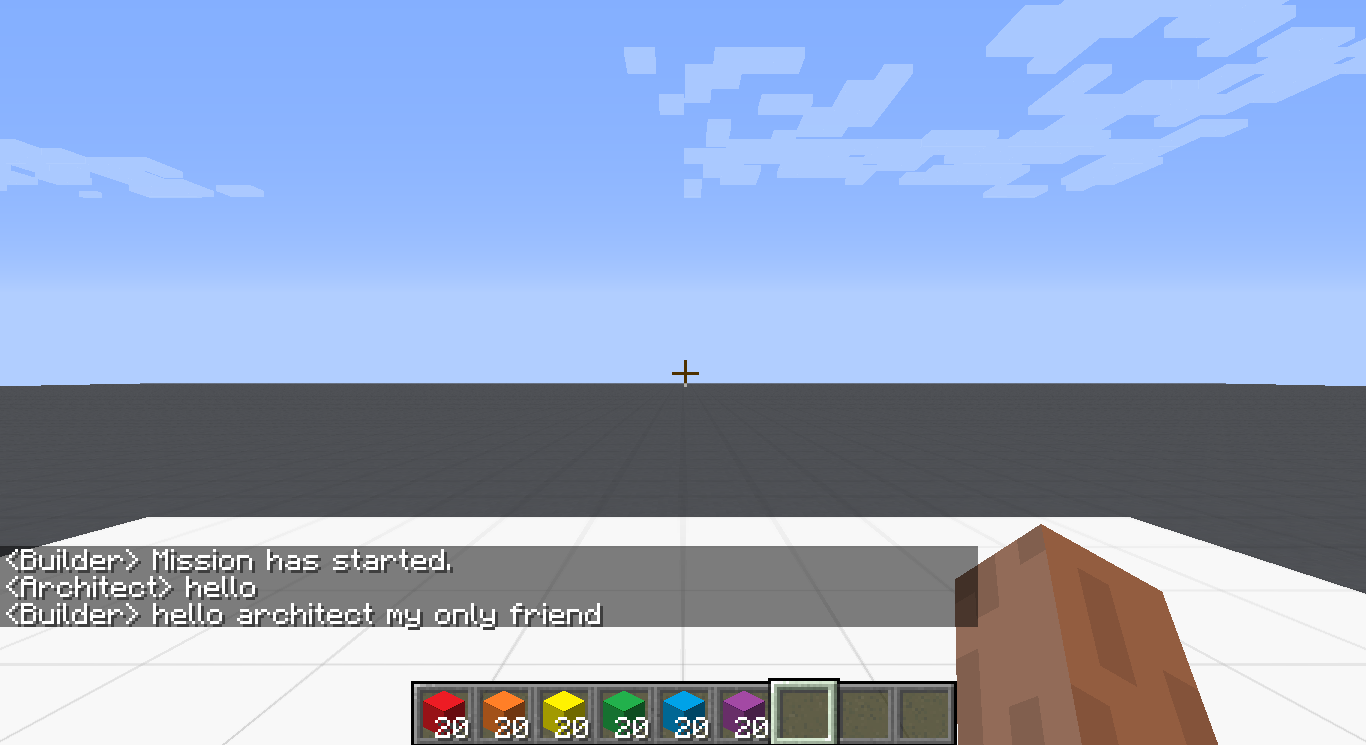 <Builder> Mission has started.
<Architect> hello
<Builder> hello architect my only friend
20 20 20 20 20 20